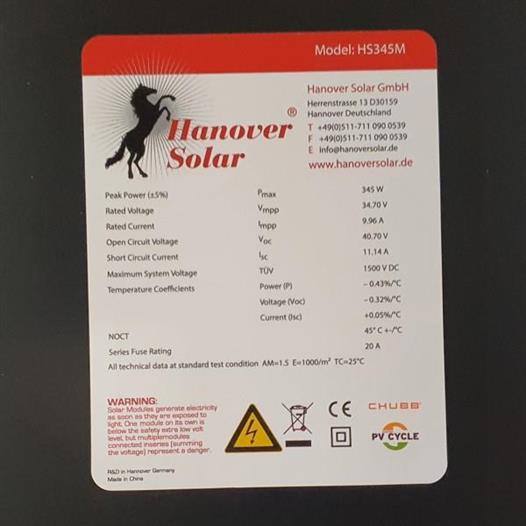 Model: HS345M
Hanover ®
Solar
Hanover Solar GmbH
Herrenstrasse 13 D30159
Hannover Deutschland
T +49(0)511-711 090 0539
F +49(0)511-711 090 0539
E info@hanoversolar.de
www.hanoversolar.de
Peak Power (±5%) Pmax 345 W
Rated Voltage Vmpp 34.70 V
Rated Current Impp 9.96 A
Open Circuit Voltage Voc 40.70 V
Short Circuit Current Isc 11.14 A
Maximum System Voltage TÜV 1500 V DC
Temperature Coefficients Power (P) – 0.43%/°C
Voltage (Voc) – 0.32%/°C
Current (Isc) +0.05%/°C
NOCT 45° C +-/°C
Series Fuse Rating 20 A
All technical data at standard test condition AM=1.5 E=1000/m² TC=25°C
WARNING:
Solar Modules generate electricity
as soon as they are exposed to
light. One module on its own is
below the safety extra low volt
level, but multiplemodules
connected inseries [summing
the voltage] represent a danger.
CE CHUBB
PV CYCLE
R&D in Hannover Germany
Made in China